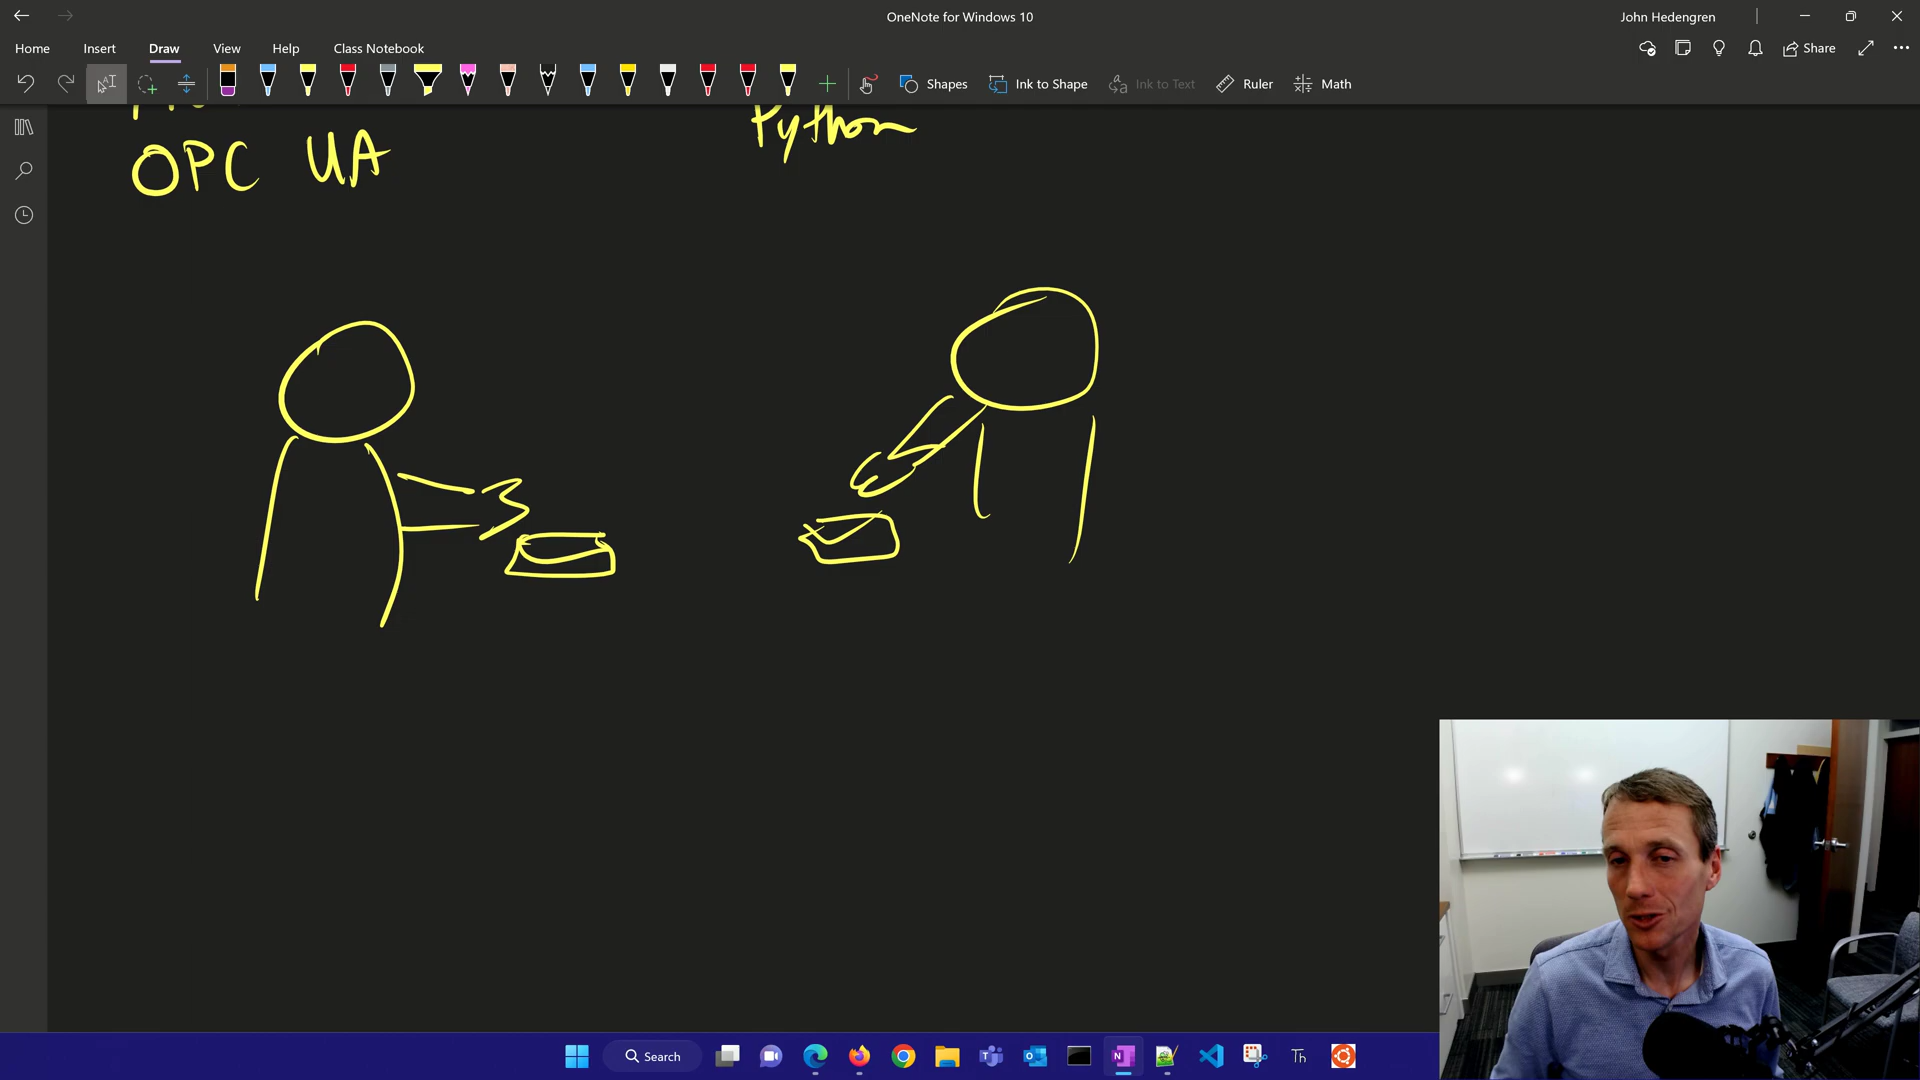 OneNote for Windows 10
John Hedengren
Home Insert Draw View Help Class Notebook
Share
Shapes Ink to Shape Ink to Text Ruler Math
Python
OPC UA
Search
Th